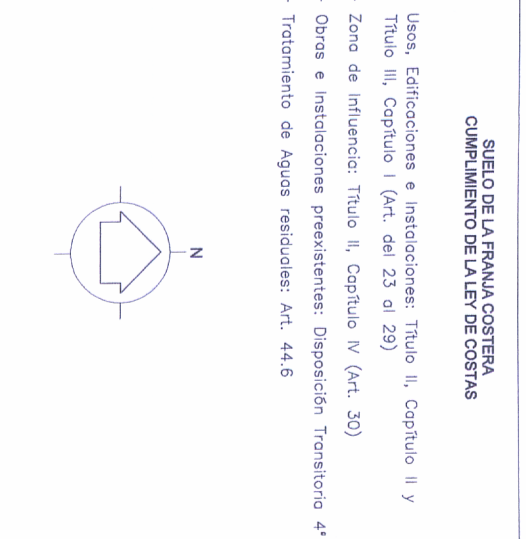 SUELO DE LA FRANJA COSTERA
CUMPLIMIENTO DE LA LEY DE COSTAS
Usos, Edificaciones e Instalaciones: Título II, Capítulo II y
Título III, Capítulo I (Art. del 23 al 29)
Zona de Influencia: Título II, Capítulo IV (Art. 30)
Obras e Instalaciones preexistentes: Disposición Transitoria 4ª
Tratamiento de Aguas residuales: Art. 44.6
N